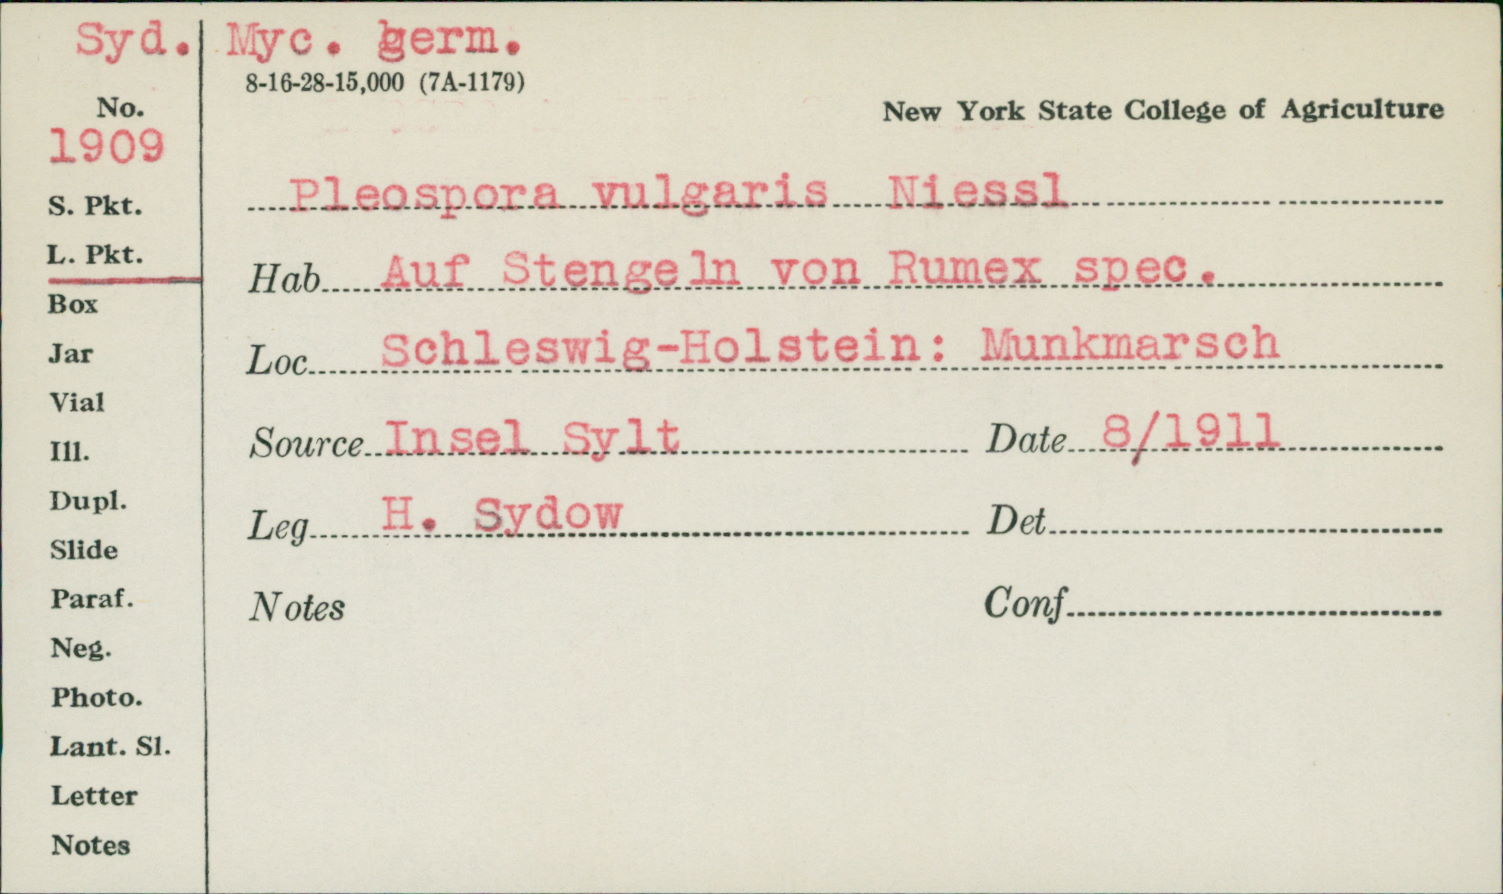 Syd. Myc. germ.
8-16-28-15,000 (7A-1179)
No.
New York State College of Agriculture
1909
Pleospora vulgaris Niessl
S. Pkt.
L. Pkt.
Hab Auf Stengeln von Rumex spec.
Box
Loc Schleswig-Holstein: Munkmarsch
Jar
Vial
Source Insel Sylt Date 8/1911
Ill.
Dupl.
Leg H. Sydow Det
Slide
Paraf.
Notes Conf
Neg.
Photo.
Lant. Sl.
Letter
Notes